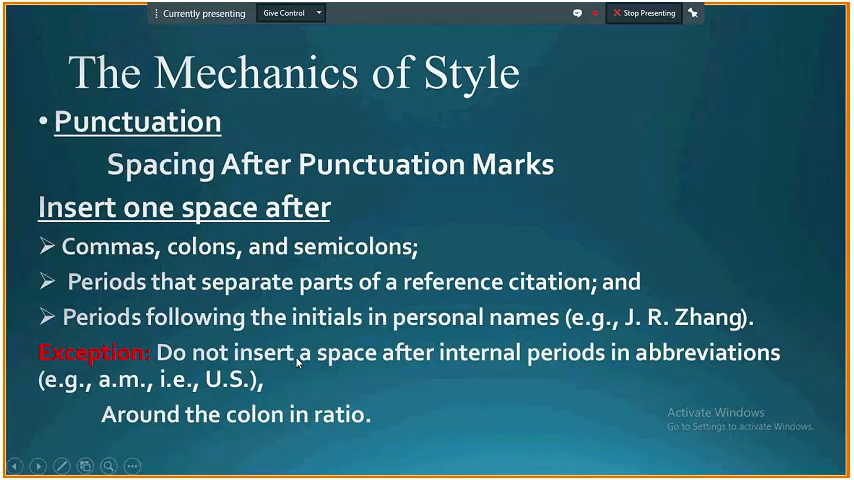 Currently presenting Give Control Stop Presenting
The Mechanics of Style
• Punctuation
Spacing After Punctuation Marks
Insert one space after
➢ Commas, colons, and semicolons;
➢ Periods that separate parts of a reference citation; and
➢ Periods following the initials in personal names (e.g., J. R. Zhang).
Exception: Do not insert a space after internal periods in abbreviations
(e.g., a.m., i.e., U.S.),
Around the colon in ratio.
Activate Windows
Go to Settings to activate Windows.